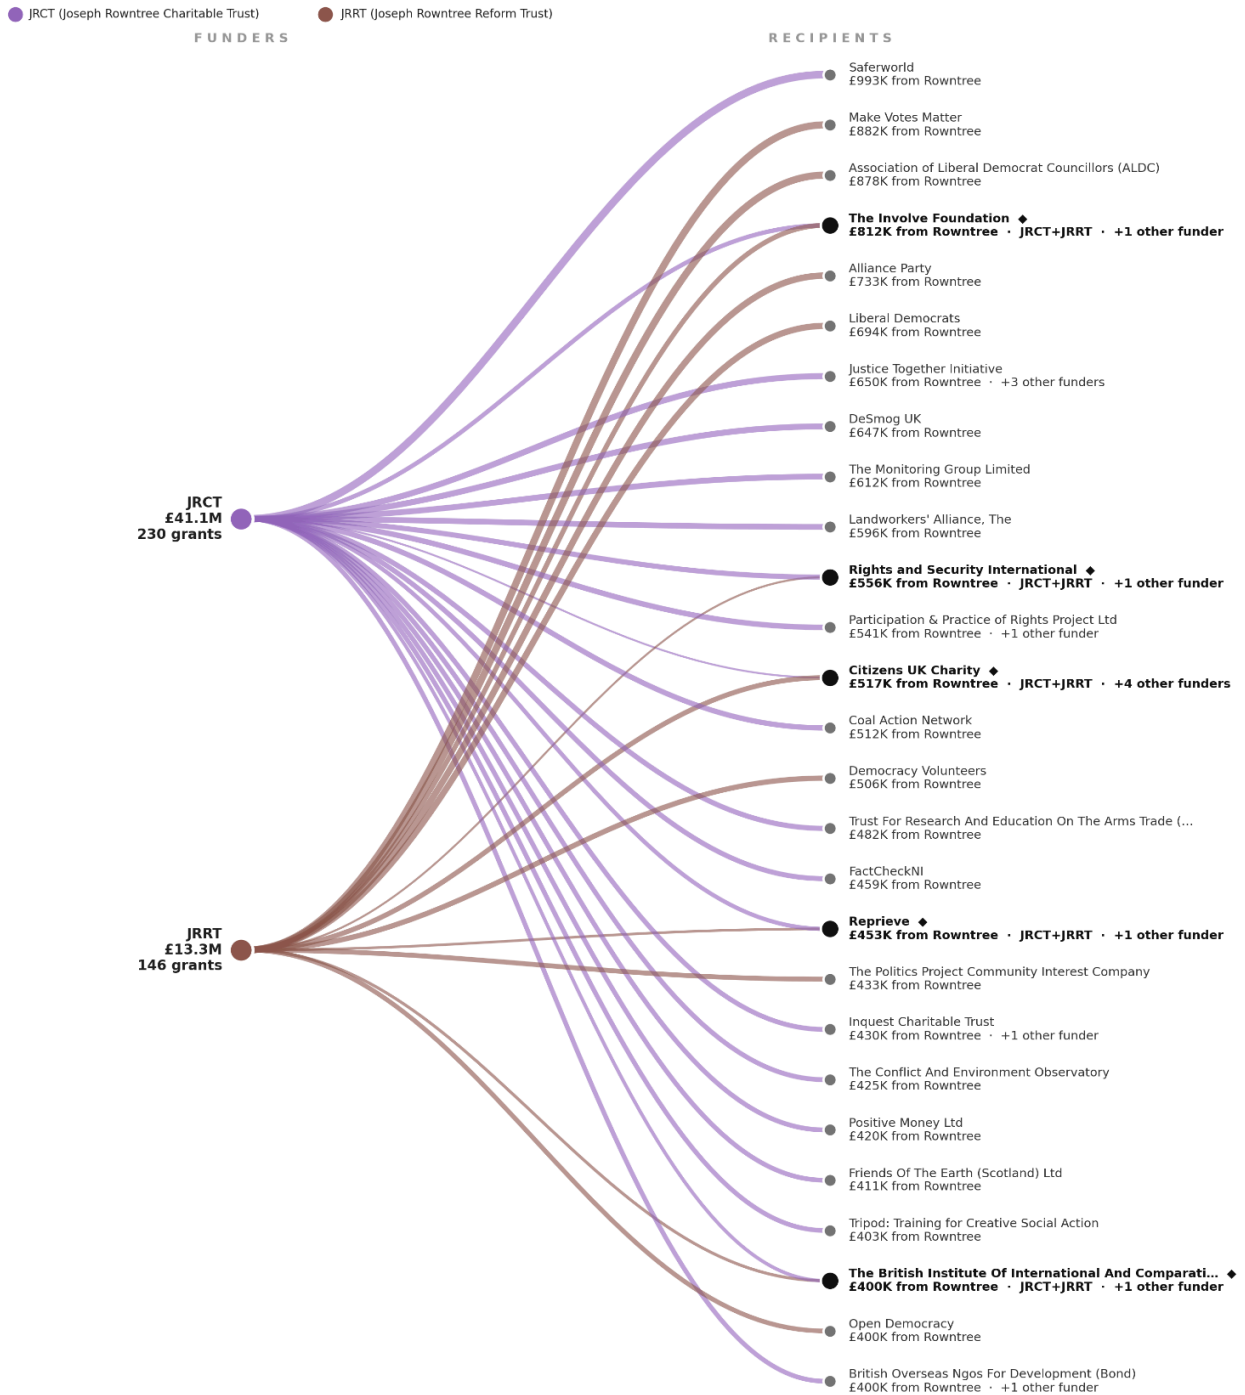 JRCT (Joseph Rowntree Charitable Trust)
JRRT (Joseph Rowntree Reform Trust)
FUNDERS
RECIPIENTS
JRCT
£41.1M
230 grants
JRRT
£13.3M
146 grants
Saferworld
£993K from Rowntree
Make Votes Matter
£882K from Rowntree
Association of Liberal Democrat Councillors (ALDC)
£878K from Rowntree
The Involve Foundation ◆
£812K from Rowntree · JRCT+JRRT · +1 other funder
Alliance Party
£733K from Rowntree
Liberal Democrats
£694K from Rowntree
Justice Together Initiative
£650K from Rowntree · +3 other funders
DeSmog UK
£647K from Rowntree
The Monitoring Group Limited
£612K from Rowntree
Landworkers' Alliance, The
£596K from Rowntree
Rights and Security International ◆
£556K from Rowntree · JRCT+JRRT · +1 other funder
Participation & Practice of Rights Project Ltd
£541K from Rowntree · +1 other funder
Citizens UK Charity ◆
£517K from Rowntree · JRCT+JRRT · +4 other funders
Coal Action Network
£512K from Rowntree
Democracy Volunteers
£506K from Rowntree
Trust For Research And Education On The Arms Trade (...
£482K from Rowntree
FactCheckNI
£459K from Rowntree
Reprieve ◆
£453K from Rowntree · JRCT+JRRT · +1 other funder
The Politics Project Community Interest Company
£433K from Rowntree
Inquest Charitable Trust
£430K from Rowntree · +1 other funder
The Conflict And Environment Observatory
£425K from Rowntree
Positive Money Ltd
£420K from Rowntree
Friends Of The Earth (Scotland) Ltd
£411K from Rowntree
Tripod: Training for Creative Social Action
£403K from Rowntree
The British Institute Of International And Comparati... ◆
£400K from Rowntree · JRCT+JRRT · +1 other funder
Open Democracy
£400K from Rowntree
British Overseas Ngos For Development (Bond)
£400K from Rowntree · +1 other funder